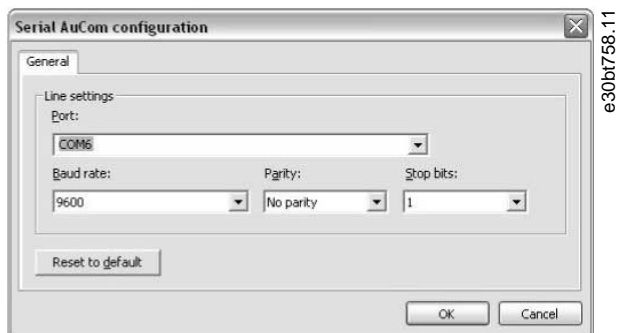 Serial AuCom configuration
General
Line settings
Port:
COM6
Baud rate:
Parity:
Stop bits:
9600
No parity
1
Reset to default
OK
Cancel
e30bt758.11